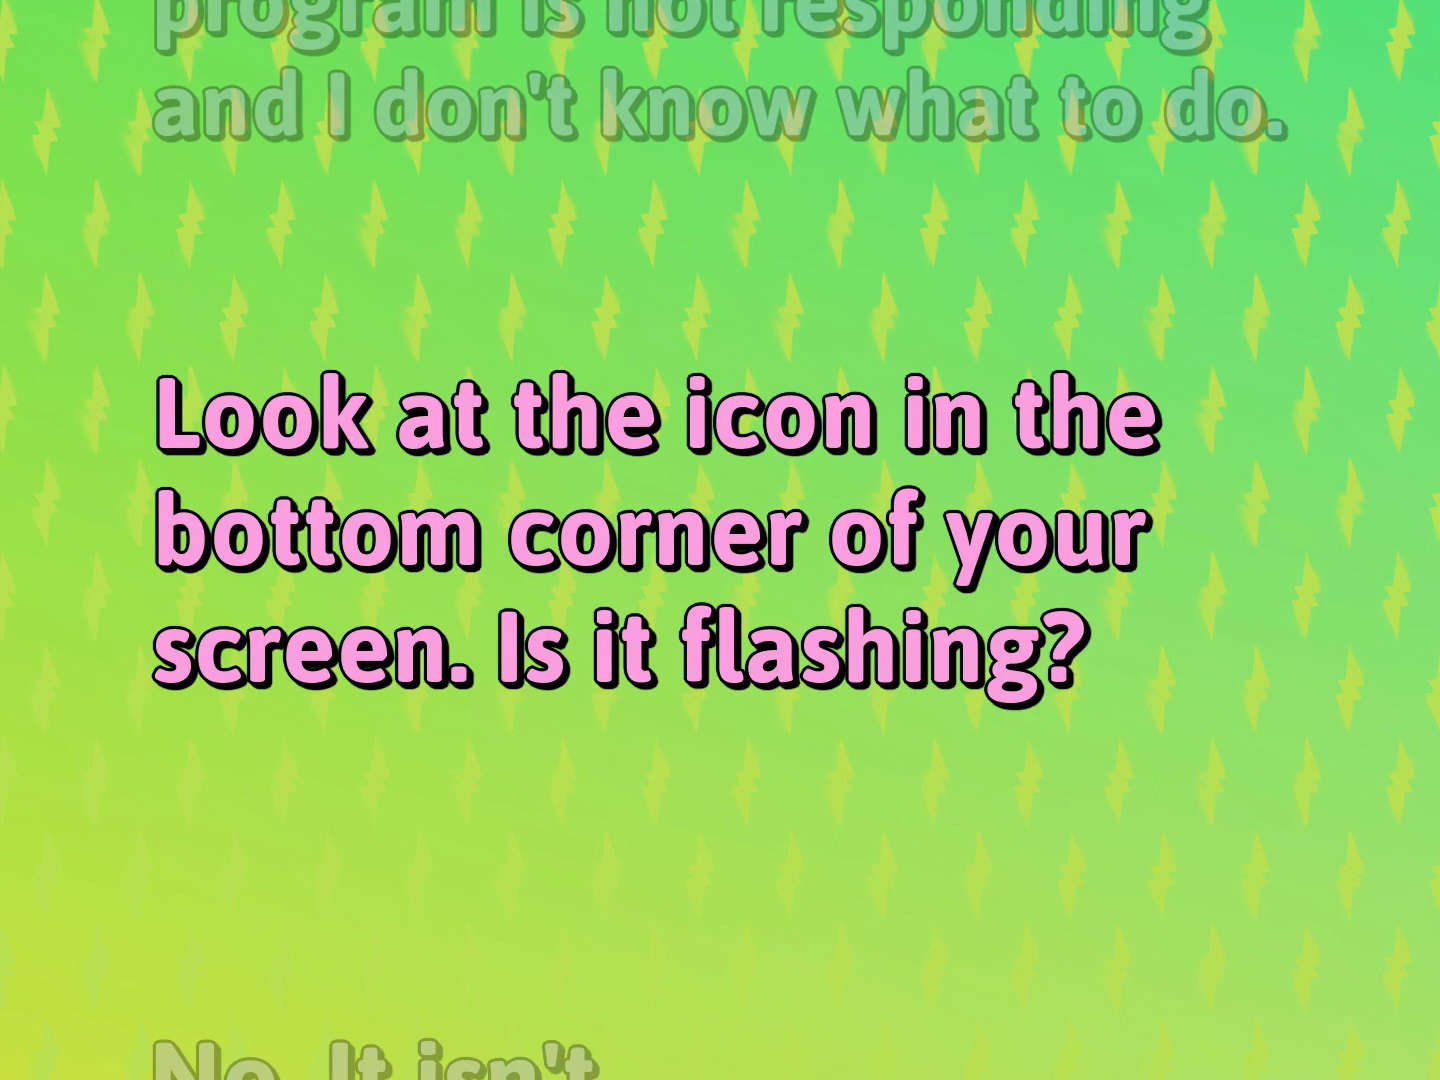 program is not responding
and I don't know what to do.
Look at the icon in the
bottom corner of your
screen. Is it flashing?
No. It isn't